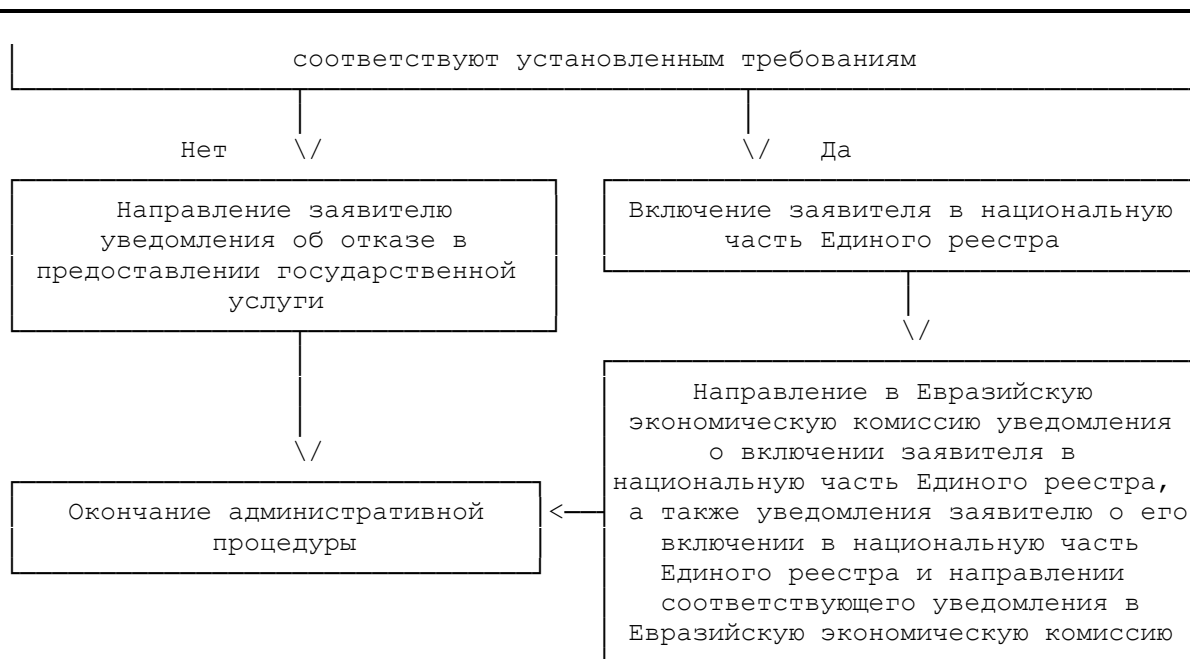 соответствуют установленным требованиям
Нет
Да
Направление заявителю
уведомления об отказе в
предоставлении государственной
услуги
Включение заявителя в национальную
часть Единого реестра
Направление в Евразийскую
экономическую комиссию уведомления
о включении заявителя в
национальную часть Единого реестра,
а также уведомления заявителю о его
включении в национальную часть
Единого реестра и направлении
соответствующего уведомления в
Евразийскую экономическую комиссию
Окончание административной
процедуры